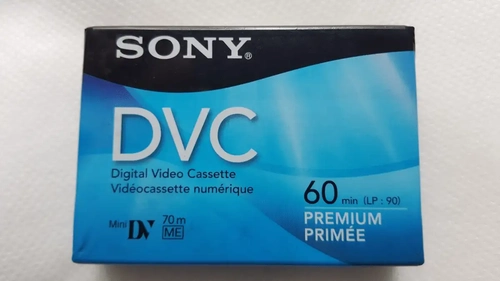 SONY®
DVC
Digital Video Cassette
Vidéocassette numérique
60 min (LP : 90)
Mini DV 70 m ME
PREMIUM
PRIMÉE